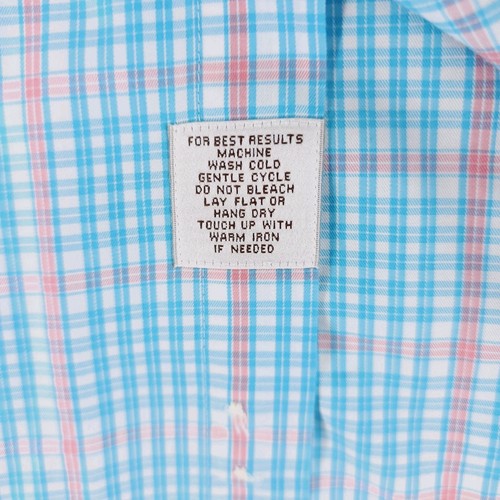 FOR BEST RESULTS
MACHINE
WASH COLD
GENTLE CYCLE
DO NOT BLEACH
LAY FLAT OR
HANG DRY
TOUCH UP WITH
WARM IRON
IF NEEDED